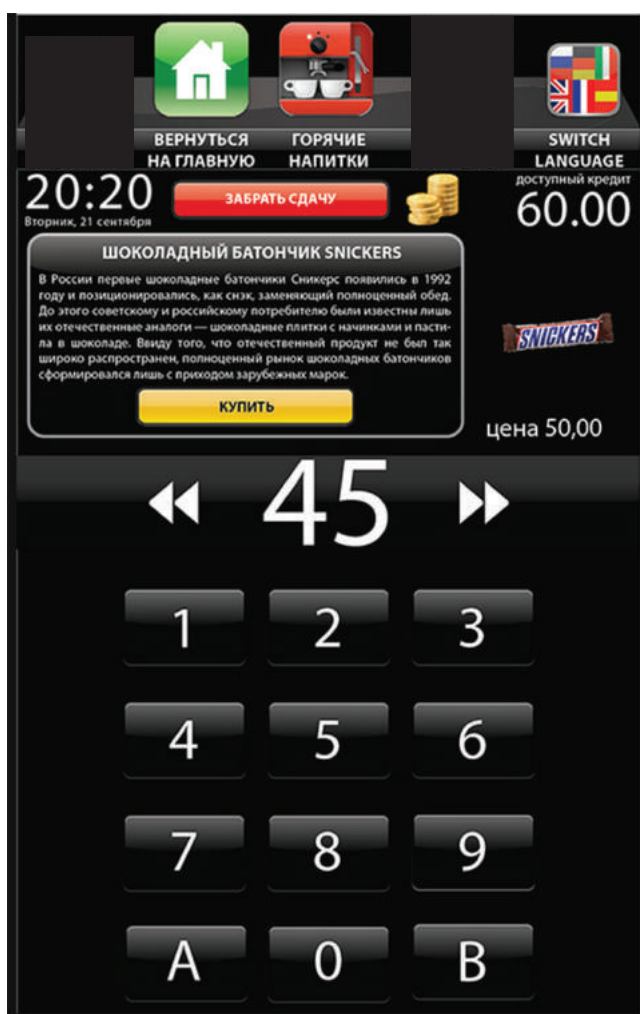 ВЕРНУТЬСЯ
НА ГЛАВНУЮ
ГОРЯЧИЕ
НАПИТКИ
SWITCH
LANGUAGE
20:20
Вторник, 21 сентября
ЗАБРАТЬ СДАЧУ
доступный кредит
60.00
ШОКОЛАДНЫЙ БАТОНЧИК SNICKERS
В России первые шоколадные батончики Сникерс появились в 1992
году и позиционировались, как снэк, заменяющий полноценный обед.
До этого советскому и российскому потребителю были известны лишь
их отечественные аналоги — шоколадные плитки с начинками и пасти-
ла в шоколаде. Ввиду того, что отечественный продукт не был так
широко распространен, полноценный рынок шоколадных батончиков
сформировался лишь с приходом зарубежных марок.
КУПИТЬ
SNICKERS
цена 50,00
45
1 2 3
4 5 6
7 8 9
A 0 B